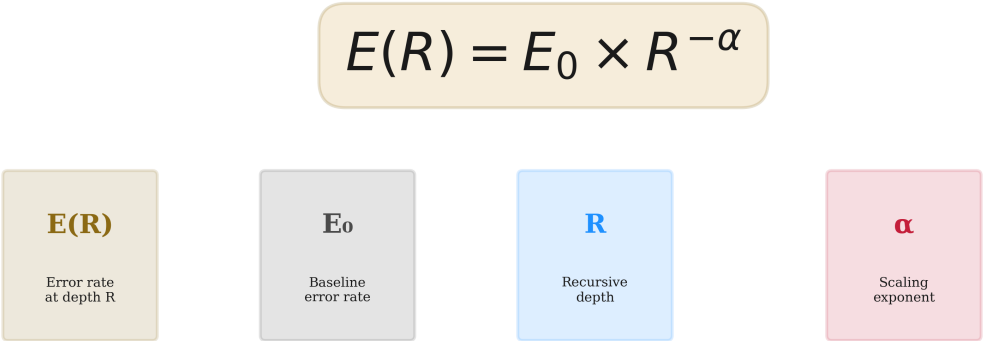 E(R) = E₀ × R⁻ᵅ
E(R)
Error rate
at depth R
E₀
Baseline
error rate
R
Recursive
depth
α
Scaling
exponent